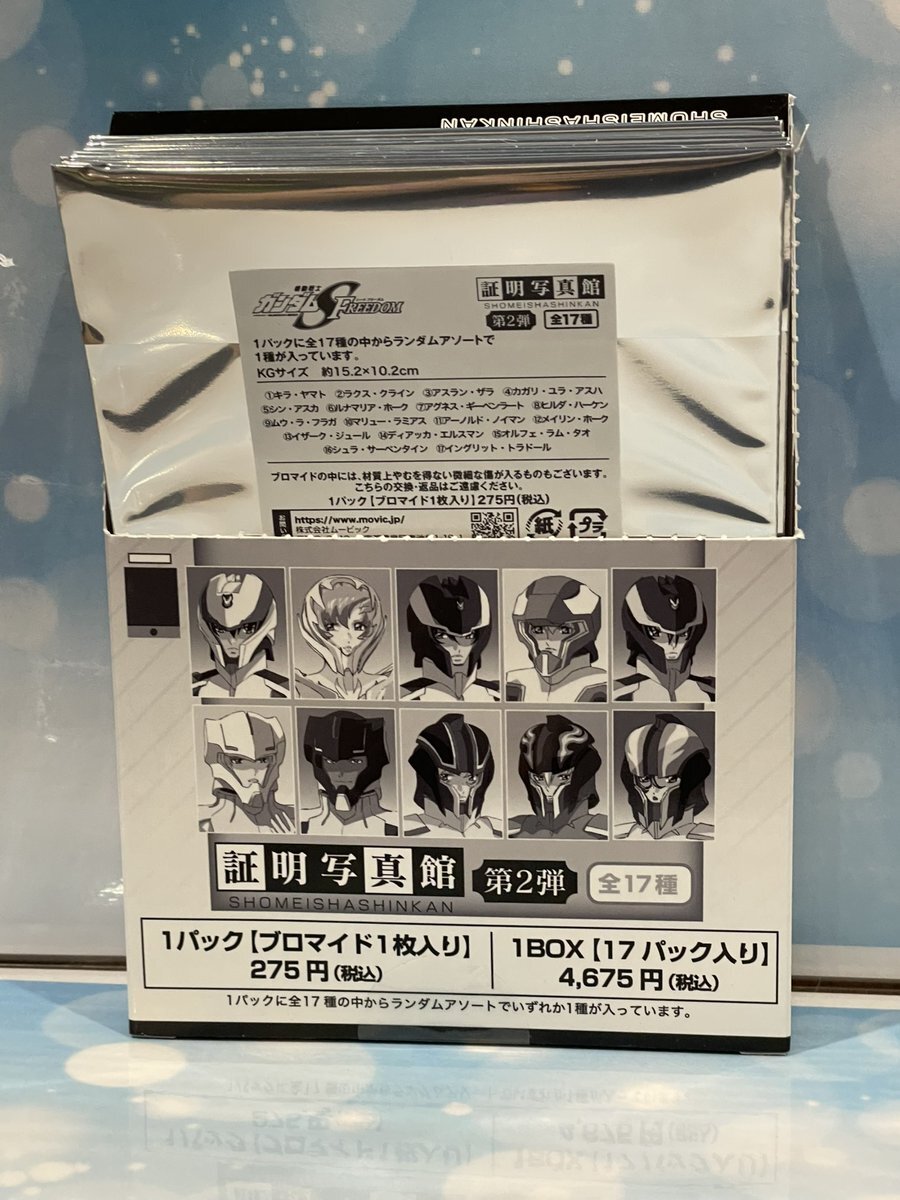 SHOMEISHASHINKAN
機動戦士
ガンダムSEED FREEDOM
証明写真館
SHOMEISHASHINKAN
第2弾 全17種
1パックに全17種の中からランダムアソートで
1種が入っています。
KGサイズ 約15.2×10.2cm
①キラ・ヤマト ②ラクス・クライン ③アスラン・ザラ ④カガリ・ユラ・アスハ
⑤シン・アスカ ⑥ルナマリア・ホーク ⑦アグネス・ギーベンラート ⑧ヒルダ・ハーケン
⑨ムウ・ラ・フラガ ⑩マリュー・ラミアス ⑪アーノルド・ノイマン ⑫メイリン・ホーク
⑬イザーク・ジュール ⑭ディアッカ・エルスマン ⑮オルフェ・ラム・タオ
⑯シュラ・サーペンタイン ⑰イングリット・トラドール
ブロマイドの中には、材質上やむを得ない微細な傷が入るものもございます。
こちらの交換・返品はご遠慮ください。
1パック【ブロマイド1枚入り】275円(税込)
https://www.movic.jp/
株式会社ムービック
紙
プラ
証明写真館
SHOMEISHASHINKAN
第2弾
全17種
1パック【ブロマイド1枚入り】
275円(税込)
1BOX【17パック入り】
4,675円(税込)
1パックに全17種の中からランダムアソートでいずれか1種が入っています。